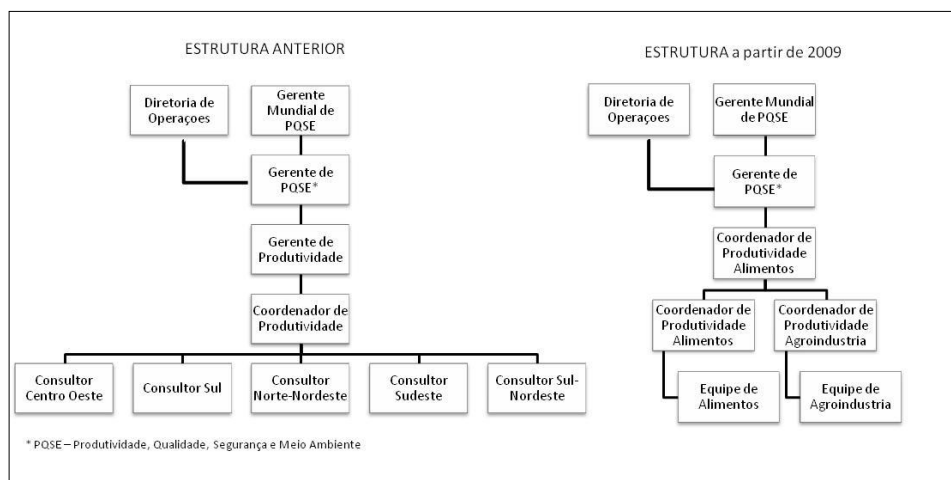 ESTRUTURA ANTERIOR
Diretoria de
Operaçoes
Gerente
Mundial de
PQSE
Gerente de
PQSE*
Gerente de
Produtividade
Coordenador de
Produtividade
Consultor
Centro Oeste
Consultor Sul
Consultor
Norte-Nordeste
Consultor
Sudeste
Consultor Sul-
Nordeste
* PQSE – Produtividade, Qualidade, Segurança e Meio Ambiente
ESTRUTURA a partir de 2009
Diretoria de
Operaçoes
Gerente Mundial
de PQSE
Gerente de
PQSE*
Coordenador de
Produtividade
Alimentos
Coordenador de
Produtividade
Alimentos
Coordenador de
Produtividade
Agroindustria
Equipe de
Alimentos
Equipe de
Agroindustria